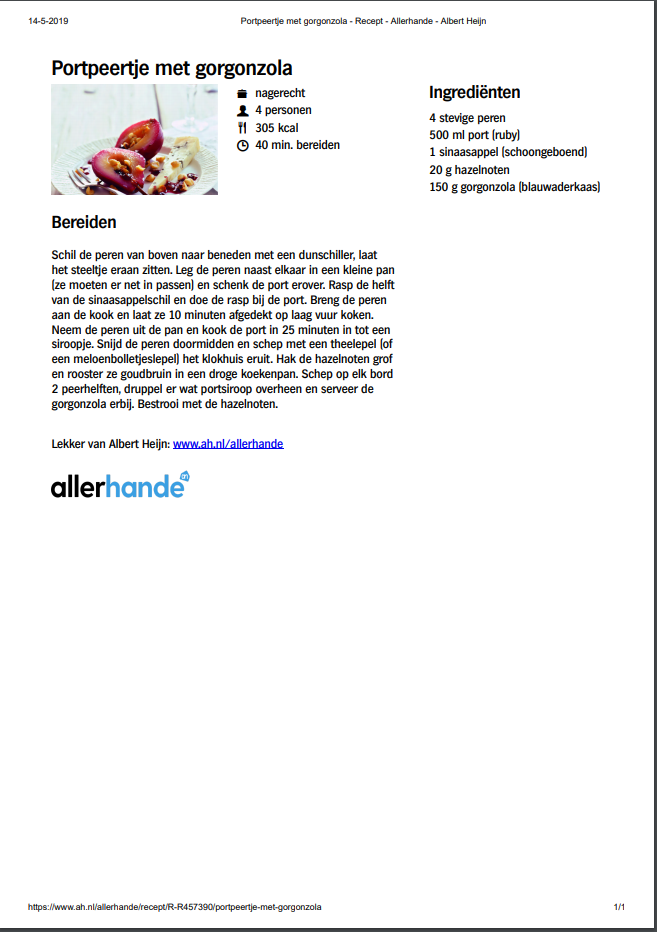 14-5-2019
Portpeertje met gorgonzola - Recept - Allerhande - Albert Heijn
Portpeertje met gorgonzola
nagerecht
4 personen
305 kcal
40 min. bereiden
Ingrediënten
4 stevige peren
500 ml port (ruby)
1 sinaasappel (schoongeboend)
20 g hazelnoten
150 g gorgonzola (blauwaderkaas)
Bereiden
Schil de peren van boven naar beneden met een dunschiller, laat
het steeltje eraan zitten. Leg de peren naast elkaar in een kleine pan
(ze moeten er net in passen) en schenk de port erover. Rasp de helft
van de sinaasappelschil en doe de rasp bij de port. Breng de peren
aan de kook en laat ze 10 minuten afgedekt op laag vuur koken.
Neem de peren uit de pan en kook de port in 25 minuten in tot een
siroopje. Snijd de peren doormidden en schep met een theelepel (of
een meloenbolletjeslepel) het klokhuis eruit. Hak de hazelnoten grof
en rooster ze goudbruin in een droge koekenpan. Schep op elk bord
2 peerhelften, druppel er wat portsiroop overheen en serveer de
gorgonzola erbij. Bestrooi met de hazelnoten.
Lekker van Albert Heijn: www.ah.nl/allerhande
allerhande
ah
https://www.ah.nl/allerhande/recept/R-R457390/portpeertje-met-gorgonzola
1/1